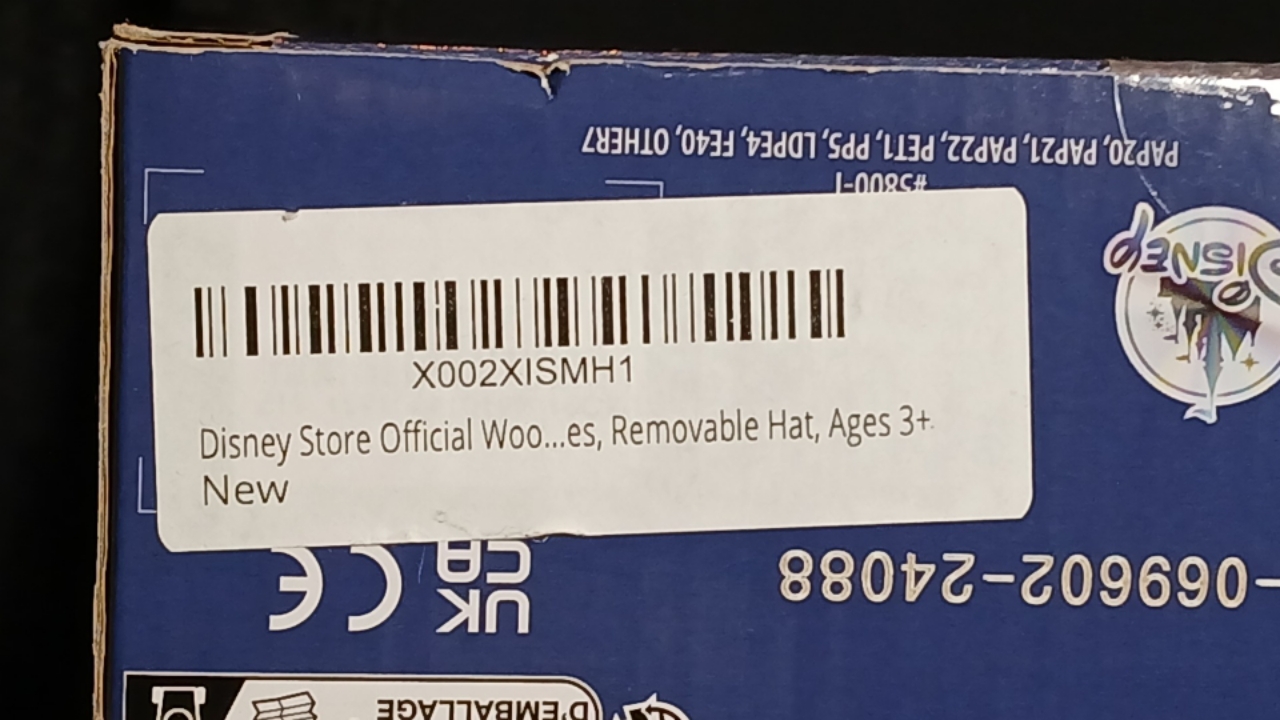 PAP20, PAP21, PAP22, PET1, PP5, LDPE4, FE40, OTHER7
#5800-1
Disney
X002XISMH1
Disney Store Official Woo...es, Removable Hat, Ages 3+
New
UK
CA
CE
-069602-24088
D'EMBALLAGE